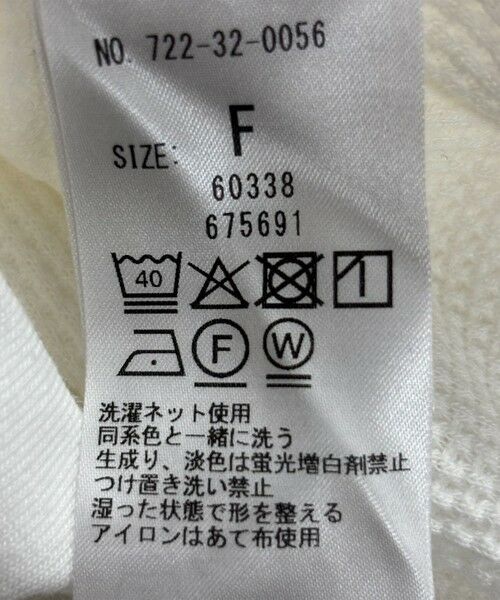 NO. 722-32-0056
SIZE: F
60338
675691
40
F W
洗濯ネット使用
同系色と一緒に洗う
生成り、淡色は蛍光増白剤禁止
つけ置き洗い禁止
湿った状態で形を整える
アイロンはあて布使用